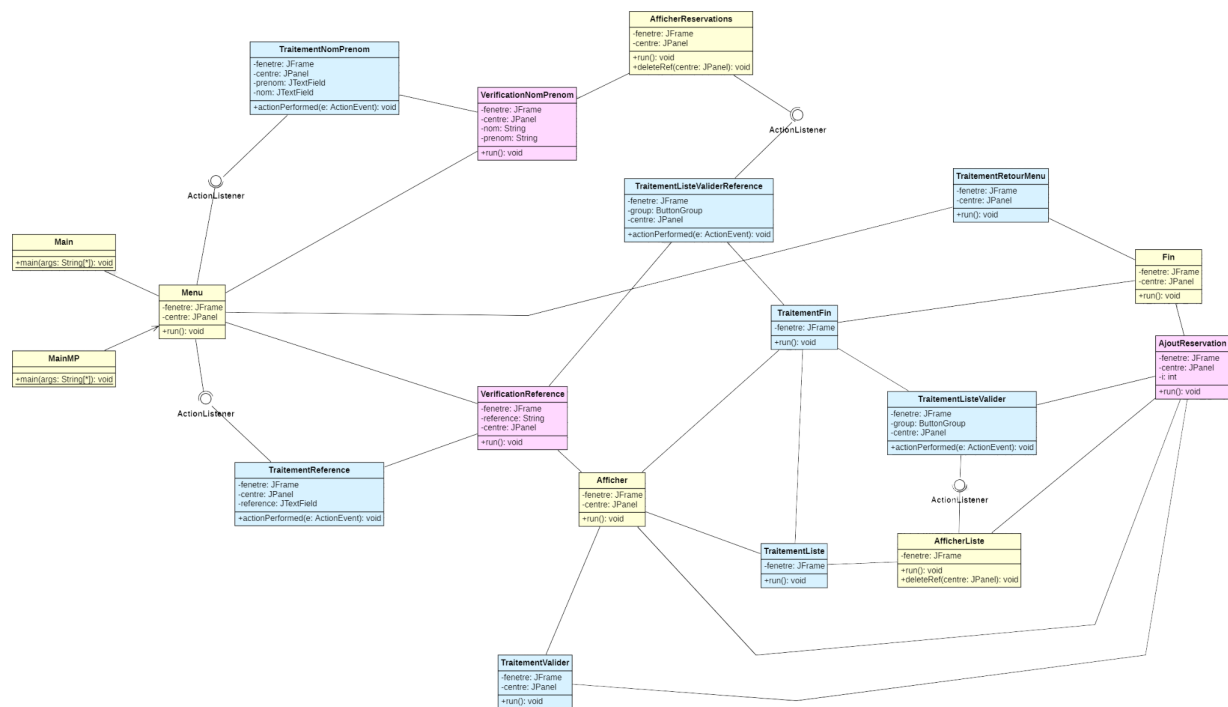 AfficherReservations
-fenetre: JFrame
-centre: JPanel
+run(): void
+deleteRef(centre: JPanel): void
TraitementNomPrenom
-fenetre: JFrame
-centre: JPanel
-prenom: JTextField
-nom: JTextField
+actionPerformed(e: ActionEvent): void
VerificationNomPrenom
-fenetre: JFrame
-centre: JPanel
-nom: String
-prenom: String
+run(): void
ActionListener
ActionListener
TraitementListeValiderReference
-fenetre: JFrame
-group: ButtonGroup
-centre: JPanel
+actionPerformed(e: ActionEvent): void
TraitementRetourMenu
-fenetre: JFrame
-centre: JPanel
+run(): void
Main
+main(args: String[*]): void
Fin
-fenetre: JFrame
-centre: JPanel
+run(): void
Menu
-fenetre: JFrame
-centre: JPanel
+run(): void
TraitementFin
-fenetre: JFrame
+run(): void
MainMP
+main(args: String[*]): void
AjoutReservation
-fenetre: JFrame
-centre: JPanel
-i: int
+run(): void
ActionListener
VerificationReference
-fenetre: JFrame
-reference: String
-centre: JPanel
+run(): void
TraitementListeValider
-fenetre: JFrame
-group: ButtonGroup
-centre: JPanel
+actionPerformed(e: ActionEvent): void
TraitementReference
-fenetre: JFrame
-centre: JPanel
-reference: JTextField
+actionPerformed(e: ActionEvent): void
Afficher
-fenetre: JFrame
-centre: JPanel
+run(): void
ActionListener
TraitementListe
-fenetre: JFrame
+run(): void
AfficherListe
-fenetre: JFrame
+run(): void
+deleteRef(centre: JPanel): void
TraitementValider
-fenetre: JFrame
-centre: JPanel
+run(): void